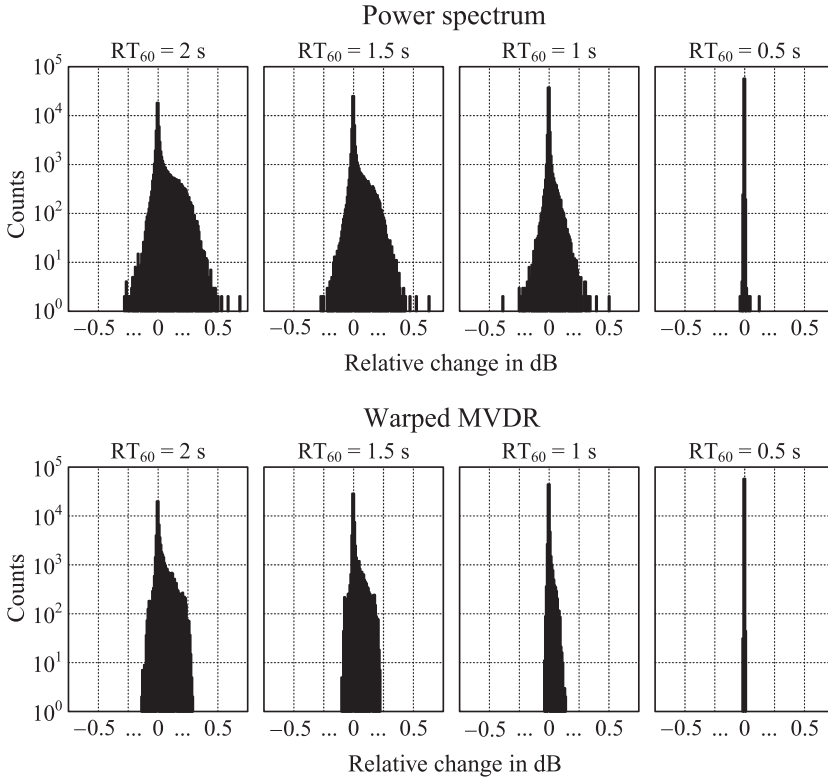 Power spectrum
RT60 = 2 s RT60 = 1.5 s RT60 = 1 s RT60 = 0.5 s
10^5
10^4
10^3
10^2
10^1
10^0
Counts
−0.5 ... 0 ... 0.5 −0.5 ... 0 ... 0.5 −0.5 ... 0 ... 0.5 −0.5 ... 0 ... 0.5
Relative change in dB
Warped MVDR
RT60 = 2 s RT60 = 1.5 s RT60 = 1 s RT60 = 0.5 s
10^5
10^4
10^3
10^2
10^1
10^0
Counts
−0.5 ... 0 ... 0.5 −0.5 ... 0 ... 0.5 −0.5 ... 0 ... 0.5 −0.5 ... 0 ... 0.5
Relative change in dB